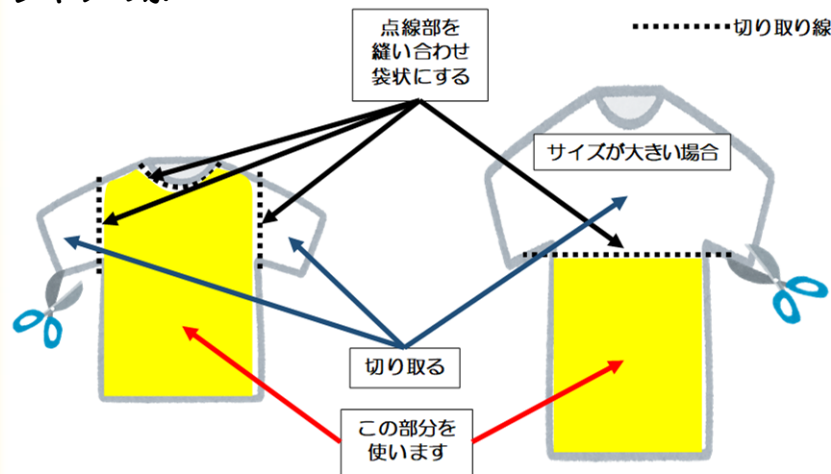 点線部を
縫い合わせ
袋状にする
切り取り線
サイズが大きい場合
切り取る
この部分を
使います